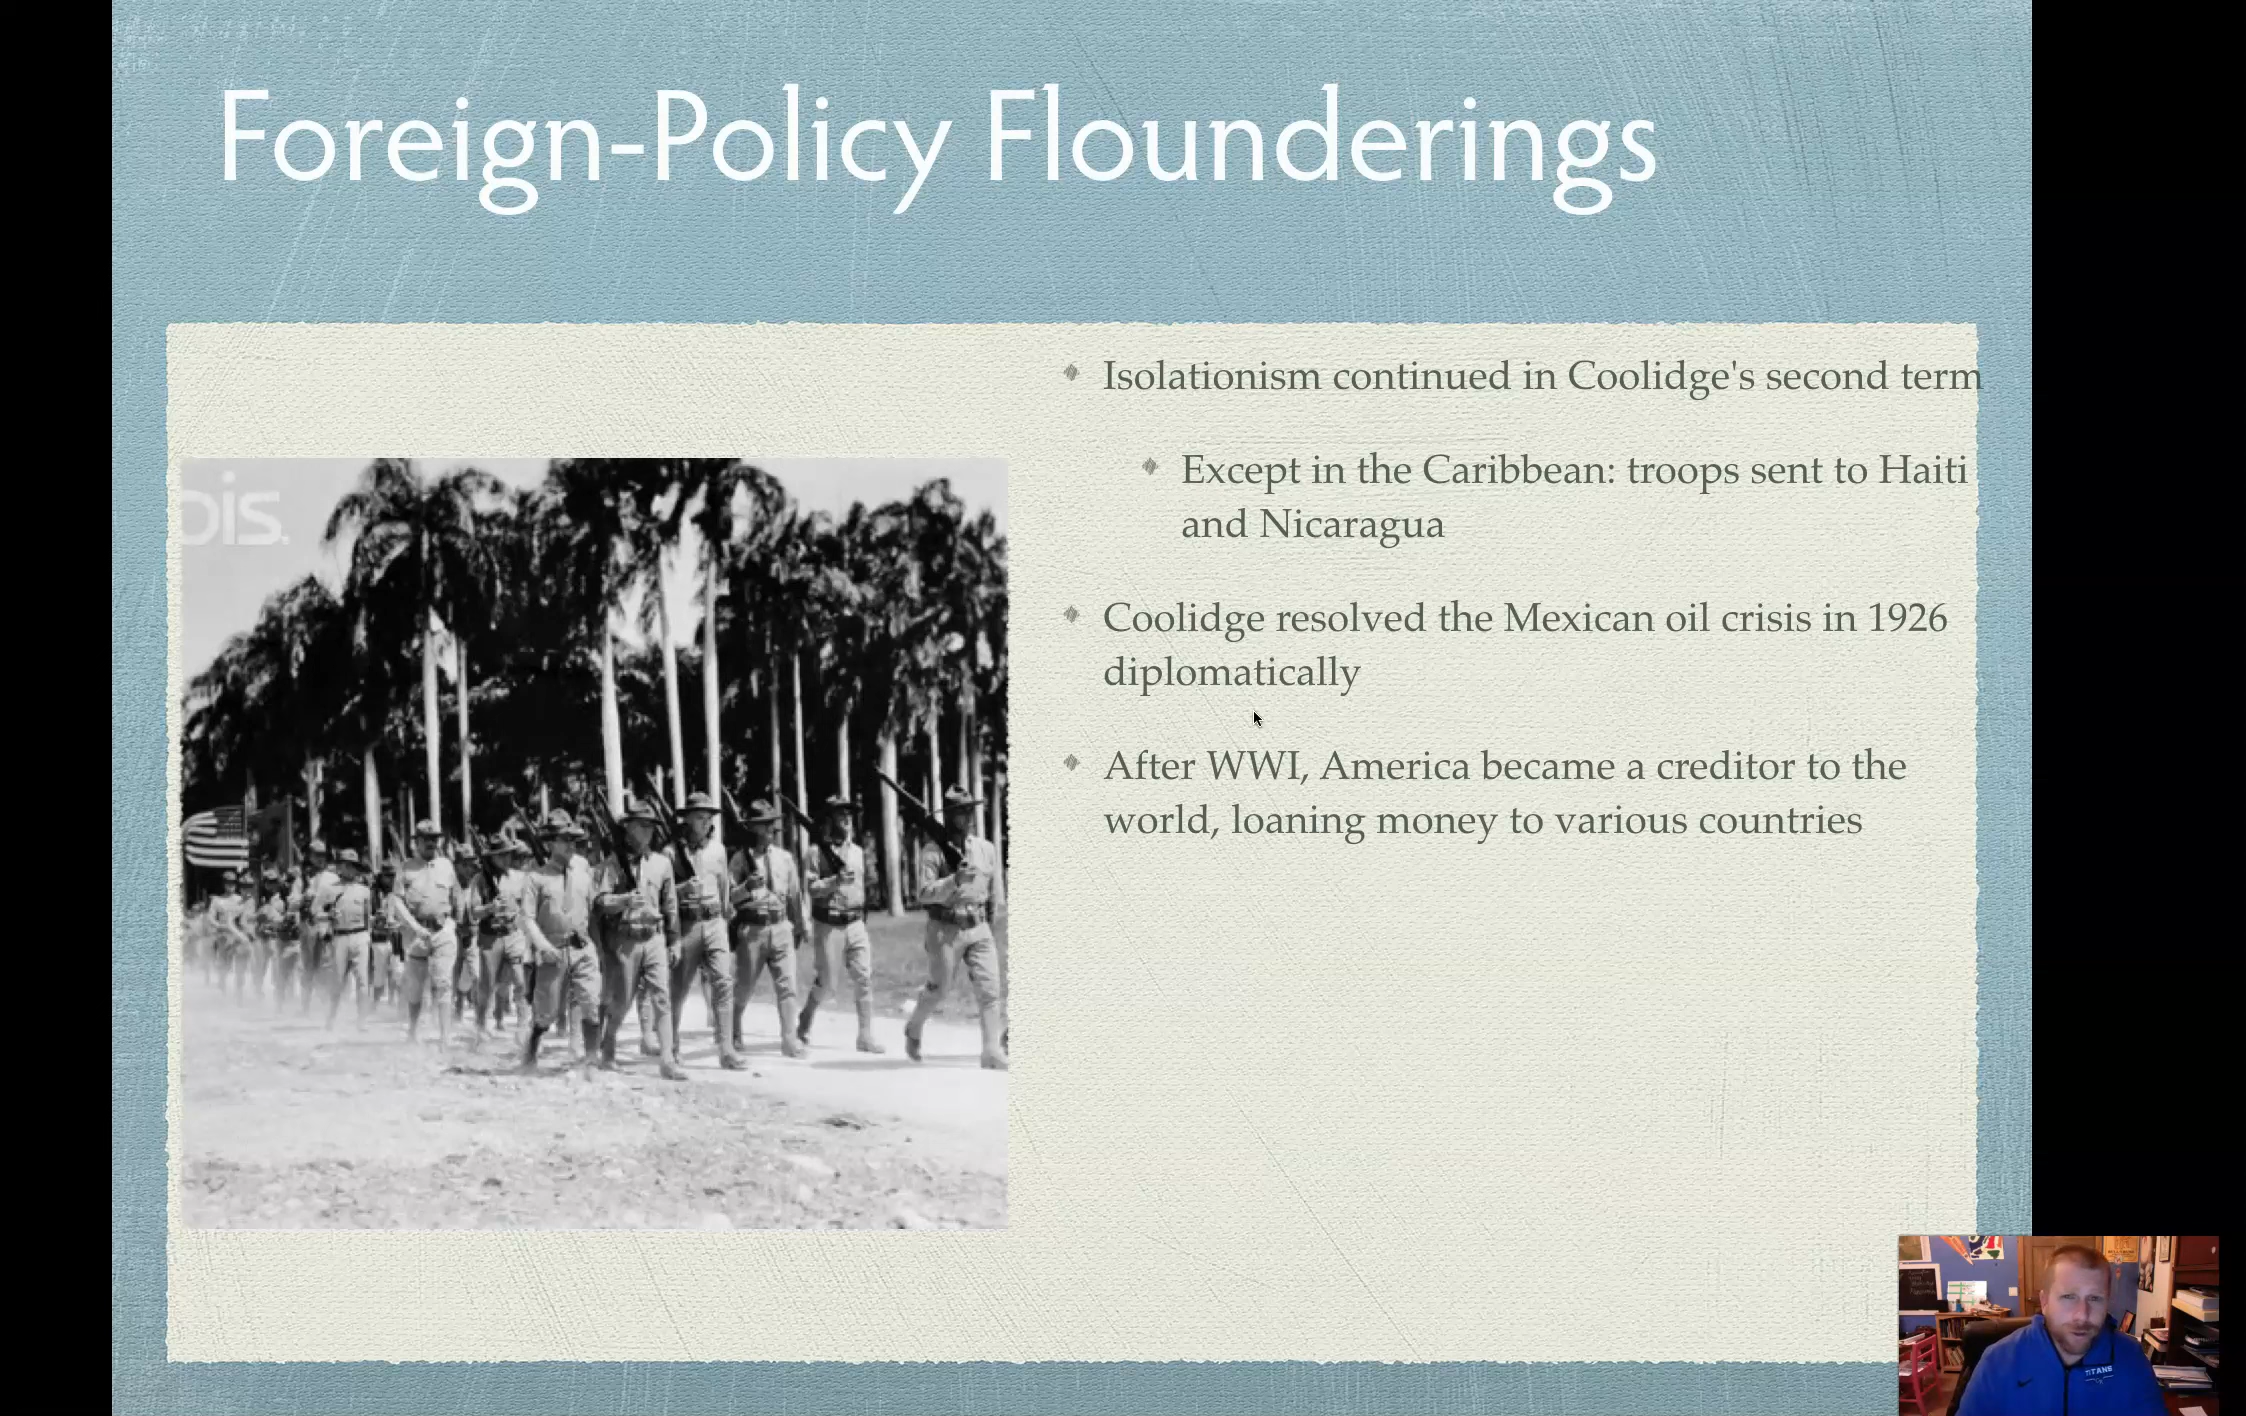 Foreign-Policy Flounderings
Isolationism continued in Coolidge's second term
Except in the Caribbean: troops sent to Haiti
and Nicaragua
Coolidge resolved the Mexican oil crisis in 1926
diplomatically
After WWI, America became a creditor to the
world, loaning money to various countries
ois.
TITANS